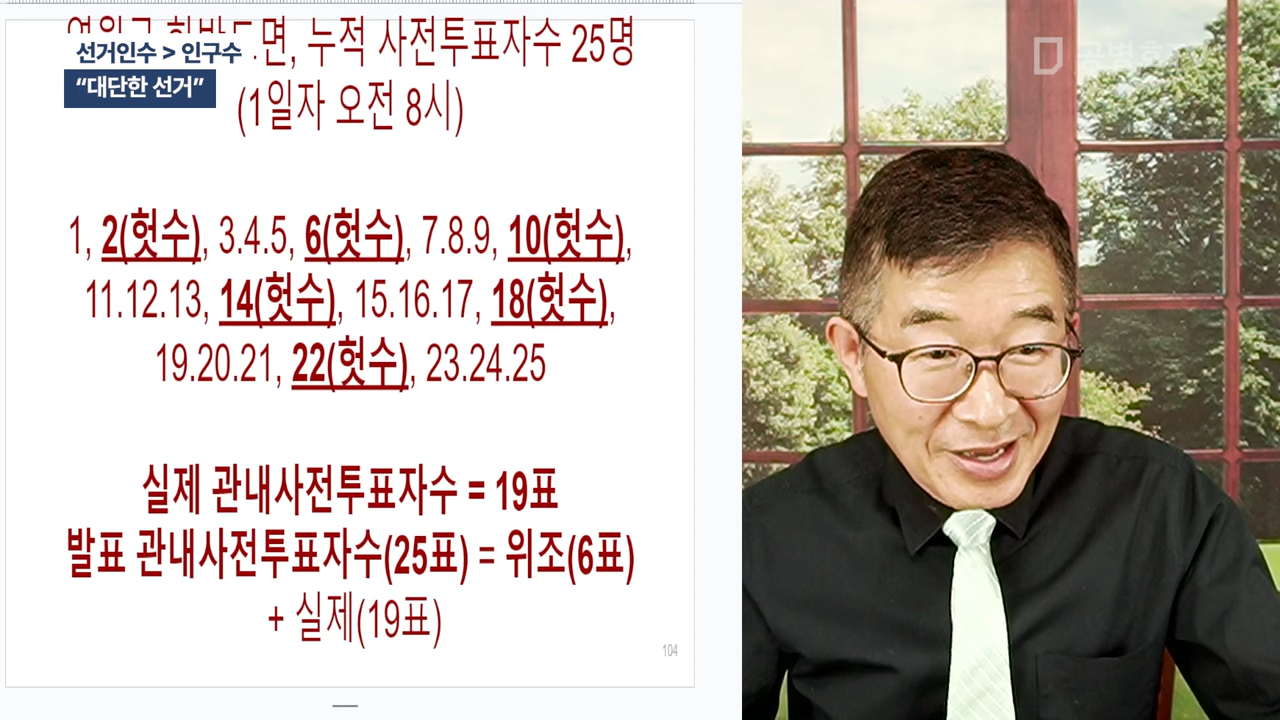 선거인수 > 인구수
“대단한 선거”
면, 누적 사전투표자수 25명
(1일자 오전 8시)
1, 2(헛수), 3.4.5, 6(헛수), 7.8.9, 10(헛수),
11.12.13, 14(헛수), 15.16.17, 18(헛수),
19.20.21, 22(헛수), 23.24.25
실제 관내사전투표자수 = 19표
발표 관내사전투표자수(25표) = 위조(6표)
+ 실제(19표)
104